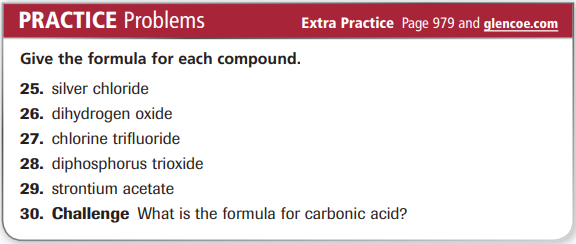 PRACTICE Problems
Extra Practice Page 979 and glencoe.com
Give the formula for each compound.
25. silver chloride
26. dihydrogen oxide
27. chlorine trifluoride
28. diphosphorus trioxide
29. strontium acetate
30. Challenge What is the formula for carbonic acid?